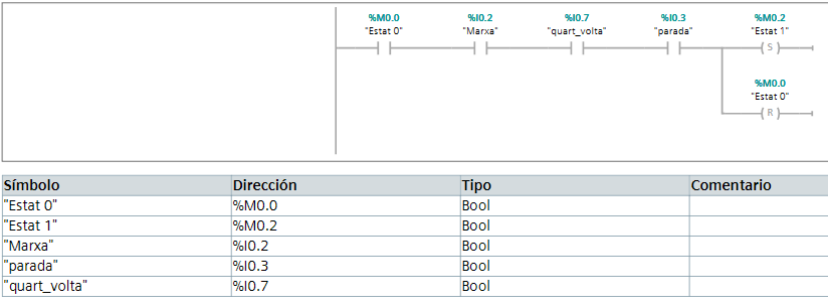 %M0.0 %I0.2 %I0.7 %I0.3 %M0.2
"Estat 0" "Marxa" "quart_volta" "parada" "Estat 1"
S
%M0.0
"Estat 0"
R
Símbolo Dirección Tipo Comentario
"Estat 0" %M0.0 Bool
"Estat 1" %M0.2 Bool
"Marxa" %I0.2 Bool
"parada" %I0.3 Bool
"quart_volta" %I0.7 Bool